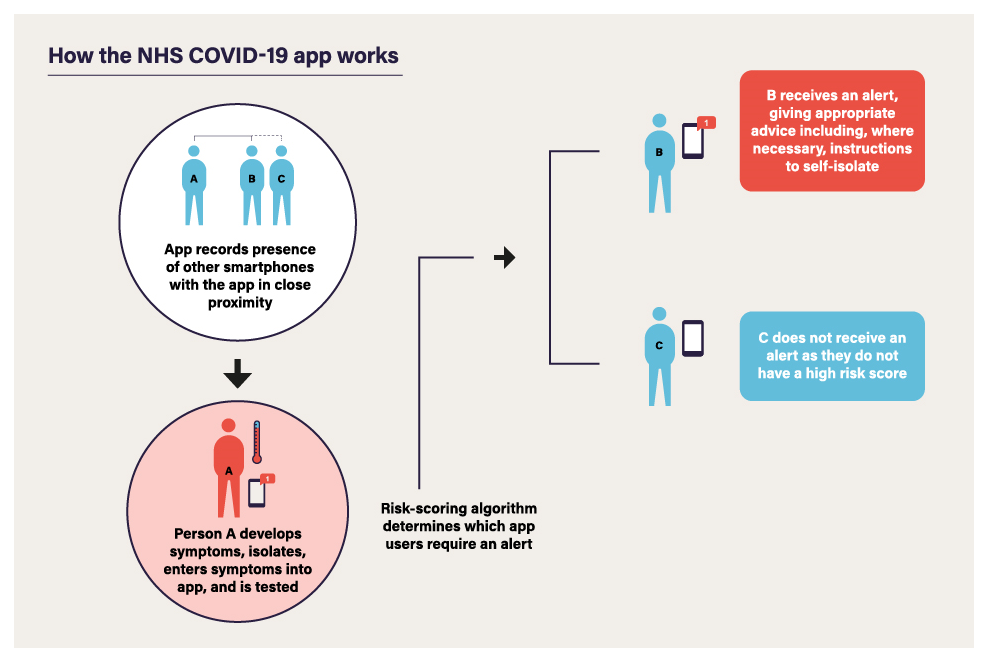 How the NHS COVID-19 app works
A
B
C
App records presence
of other smartphones
with the app in close
proximity
A
1
Person A develops
symptoms, isolates,
enters symptoms into
app, and is tested
Risk-scoring algorithm
determines which app
users require an alert
B
1
B receives an alert,
giving appropriate
advice including, where
necessary, instructions
to self-isolate
C
C does not receive an
alert as they do not
have a high risk score